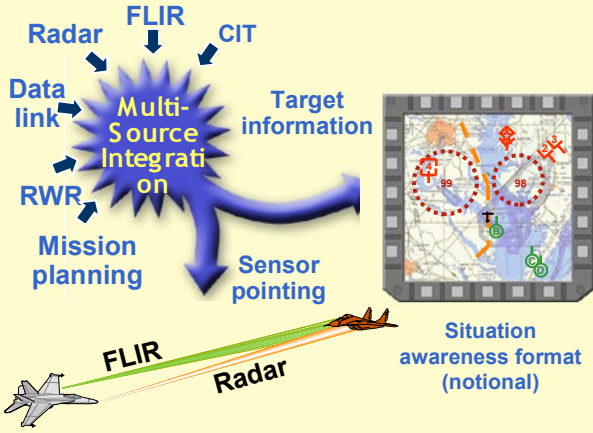 FLIR
Radar
CIT
Data
link
RWR
Mission
planning
Multi-
Source
Integrati
on
Target
information
Sensor
pointing
99
98
B
C
D
FLIR
Radar
Situation
awareness format
(notional)